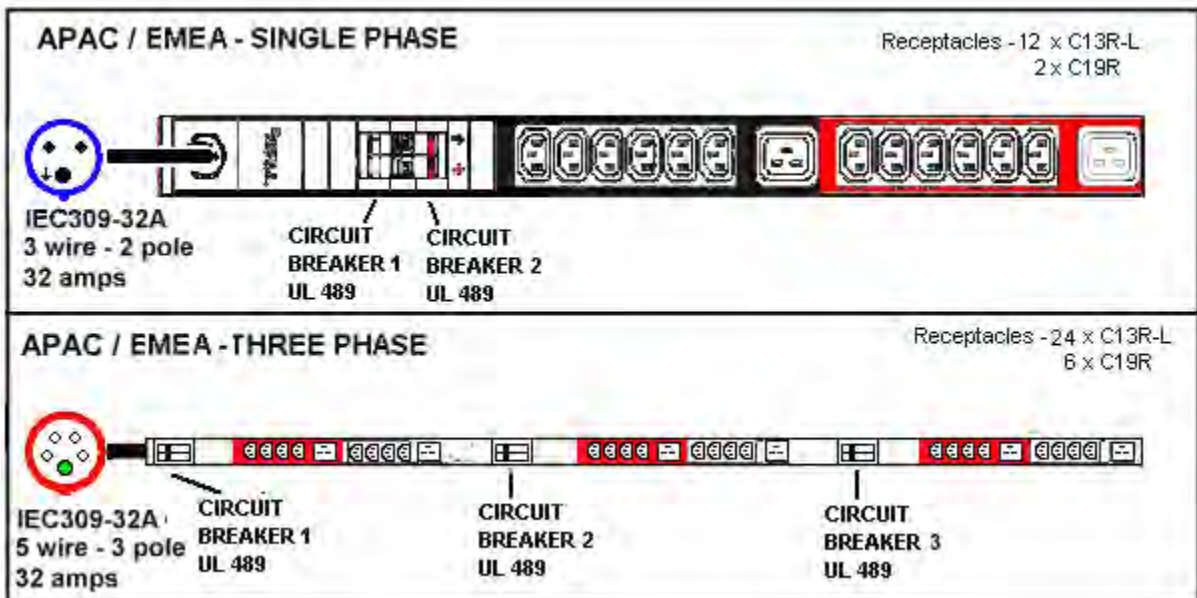 APAC / EMEA - SINGLE PHASE
Receptacles - 12 x C13R-L
2 x C19R
IEC309-32A
3 wire - 2 pole
32 amps
CIRCUIT
BREAKER 1
UL 489
CIRCUIT
BREAKER 2
UL 489
APAC / EMEA - THREE PHASE
Receptacles - 24 x C13R-L
6 x C19R
IEC309-32A
5 wire - 3 pole
32 amps
CIRCUIT
BREAKER 1
UL 489
CIRCUIT
BREAKER 2
UL 489
CIRCUIT
BREAKER 3
UL 489